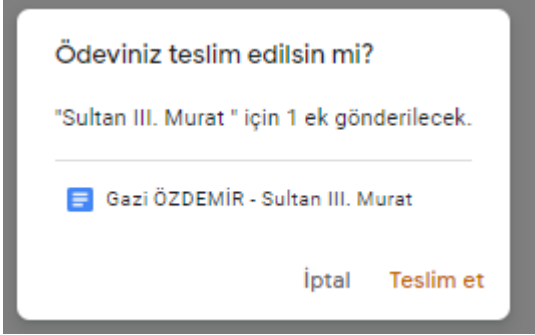 Ödeviniz teslim edilsin mi?
"Sultan III. Murat " için 1 ek gönderilecek.
Gazi ÖZDEMİR - Sultan III. Murat
İptal Teslim et